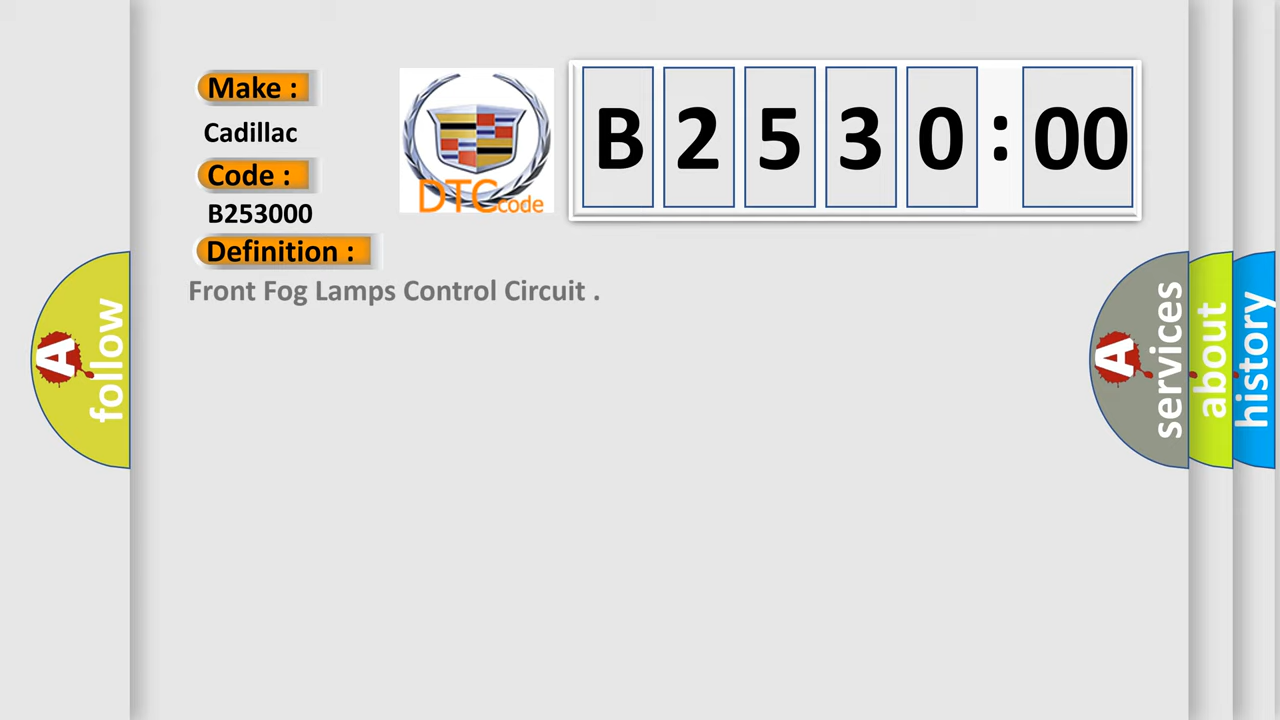 Make :
Cadillac
Code :
B253000
Definition :
Front Fog Lamps Control Circuit .
DTC code
B 2 5 3 0 : 00
A follow
A services
about
history